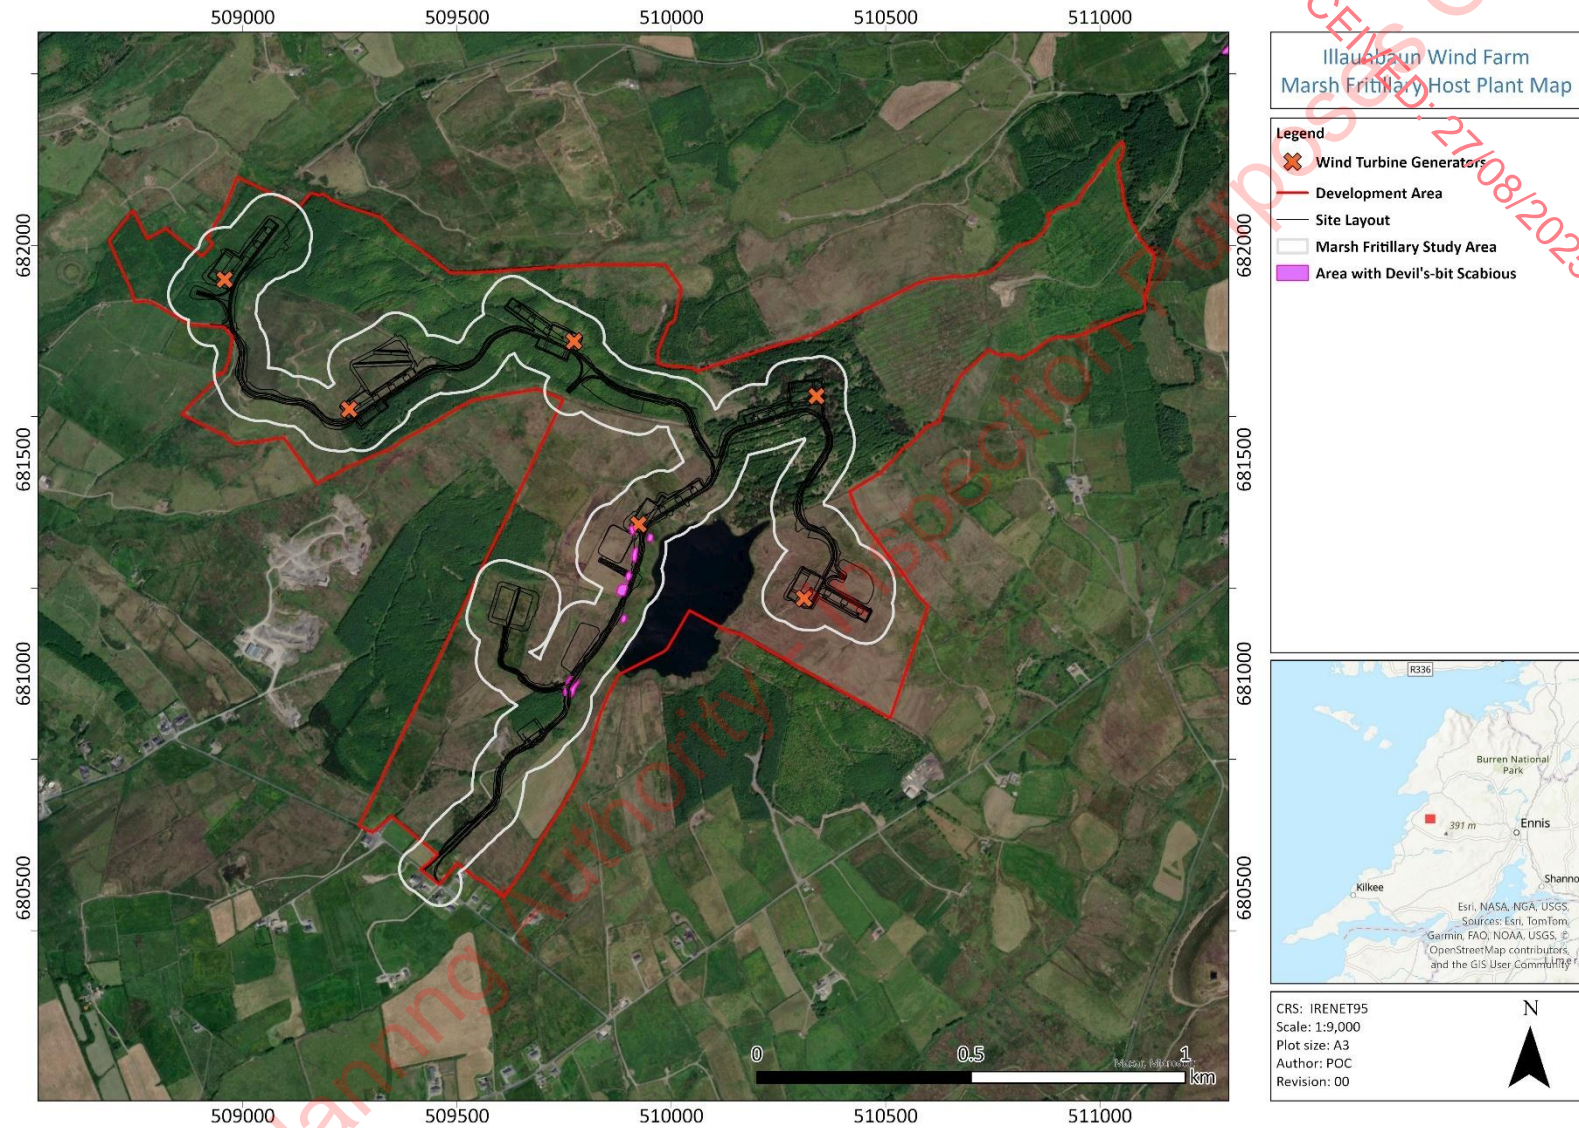 509000 509500 510000 510500 511000
682000
681500
681000
680500
682000
681500
681000
680500
509000 509500 510000 510500 511000
0 0.5 1
km
Planning Authority - Inspection Purposes
RECEIVED: 27/08/2025
Illaunbaun Wind Farm
Marsh Fritillary Host Plant Map
Legend
Wind Turbine Generators
Development Area
Site Layout
Marsh Fritillary Study Area
Area with Devil's-bit Scabious
R336
Burren National
Park
391 m
Ennis
Kilkee
Shanno
Esri, NASA, NGA, USGS,
Sources: Esri, TomTom,
Garmin, FAO, NOAA, USGS, ©
OpenStreetMap contributors,
and the GIS User Community
Limer
CRS: IRENET95
Scale: 1:9,000
Plot size: A3
Author: POC
Revision: 00
N